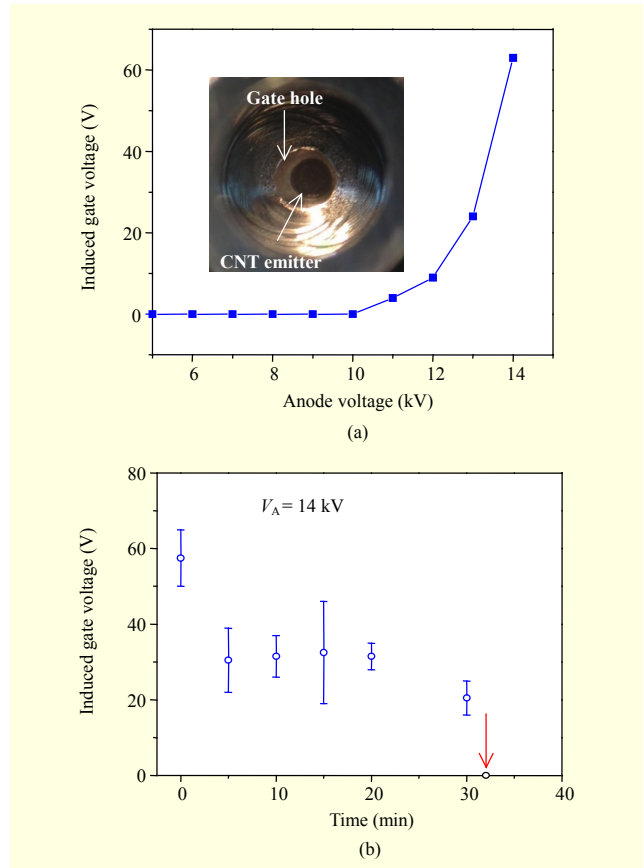 60
40
20
0
Induced gate voltage (V)
Gate hole
CNT emitter
6 8 10 12 14
Anode voltage (kV)
(a)
80
60
40
20
0
Induced gate voltage (V)
V_A = 14 kV
0 10 20 30 40
Time (min)
(b)